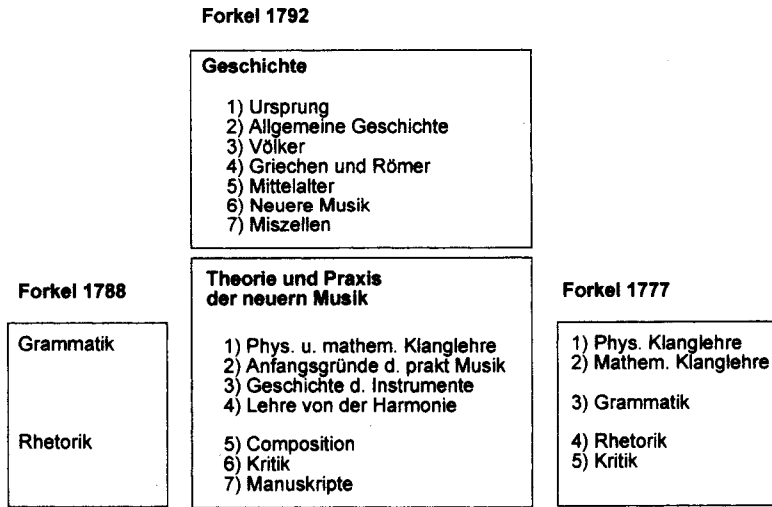 Forkel 1792
Geschichte
1) Ursprung
2) Allgemeine Geschichte
3) Völker
4) Griechen und Römer
5) Mittelalter
6) Neuere Musik
7) Miszellen
Forkel 1788
Grammatik
Rhetorik
Theorie und Praxis
der neuern Musik
1) Phys. u. mathem. Klanglehre
2) Anfangsgründe d. prakt Musik
3) Geschichte d. Instrumente
4) Lehre von der Harmonie
5) Composition
6) Kritik
7) Manuskripte
Forkel 1777
1) Phys. Klanglehre
2) Mathem. Klanglehre
3) Grammatik
4) Rhetorik
5) Kritik